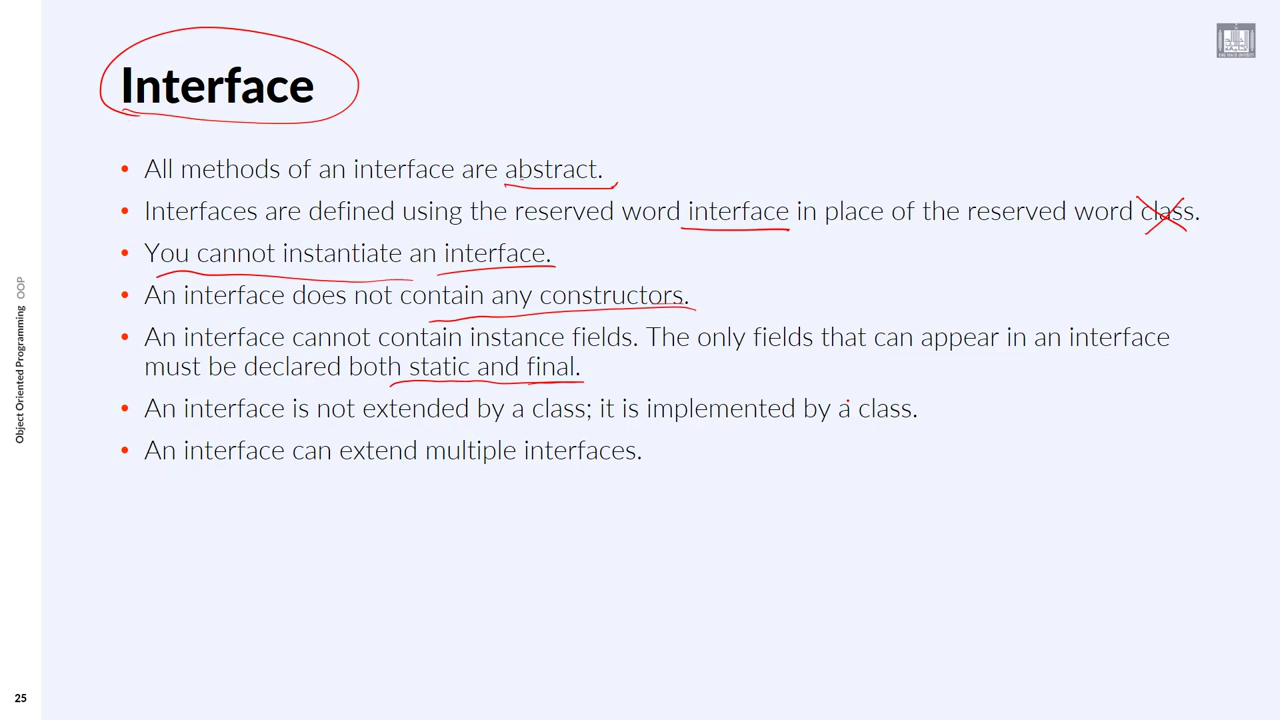 Interface
• All methods of an interface are abstract.
• Interfaces are defined using the reserved word interface in place of the reserved word class.
• You cannot instantiate an interface.
• An interface does not contain any constructors.
• An interface cannot contain instance fields. The only fields that can appear in an interface
must be declared both static and final.
• An interface is not extended by a class; it is implemented by a class.
• An interface can extend multiple interfaces.
Object Oriented Programming OOP
25